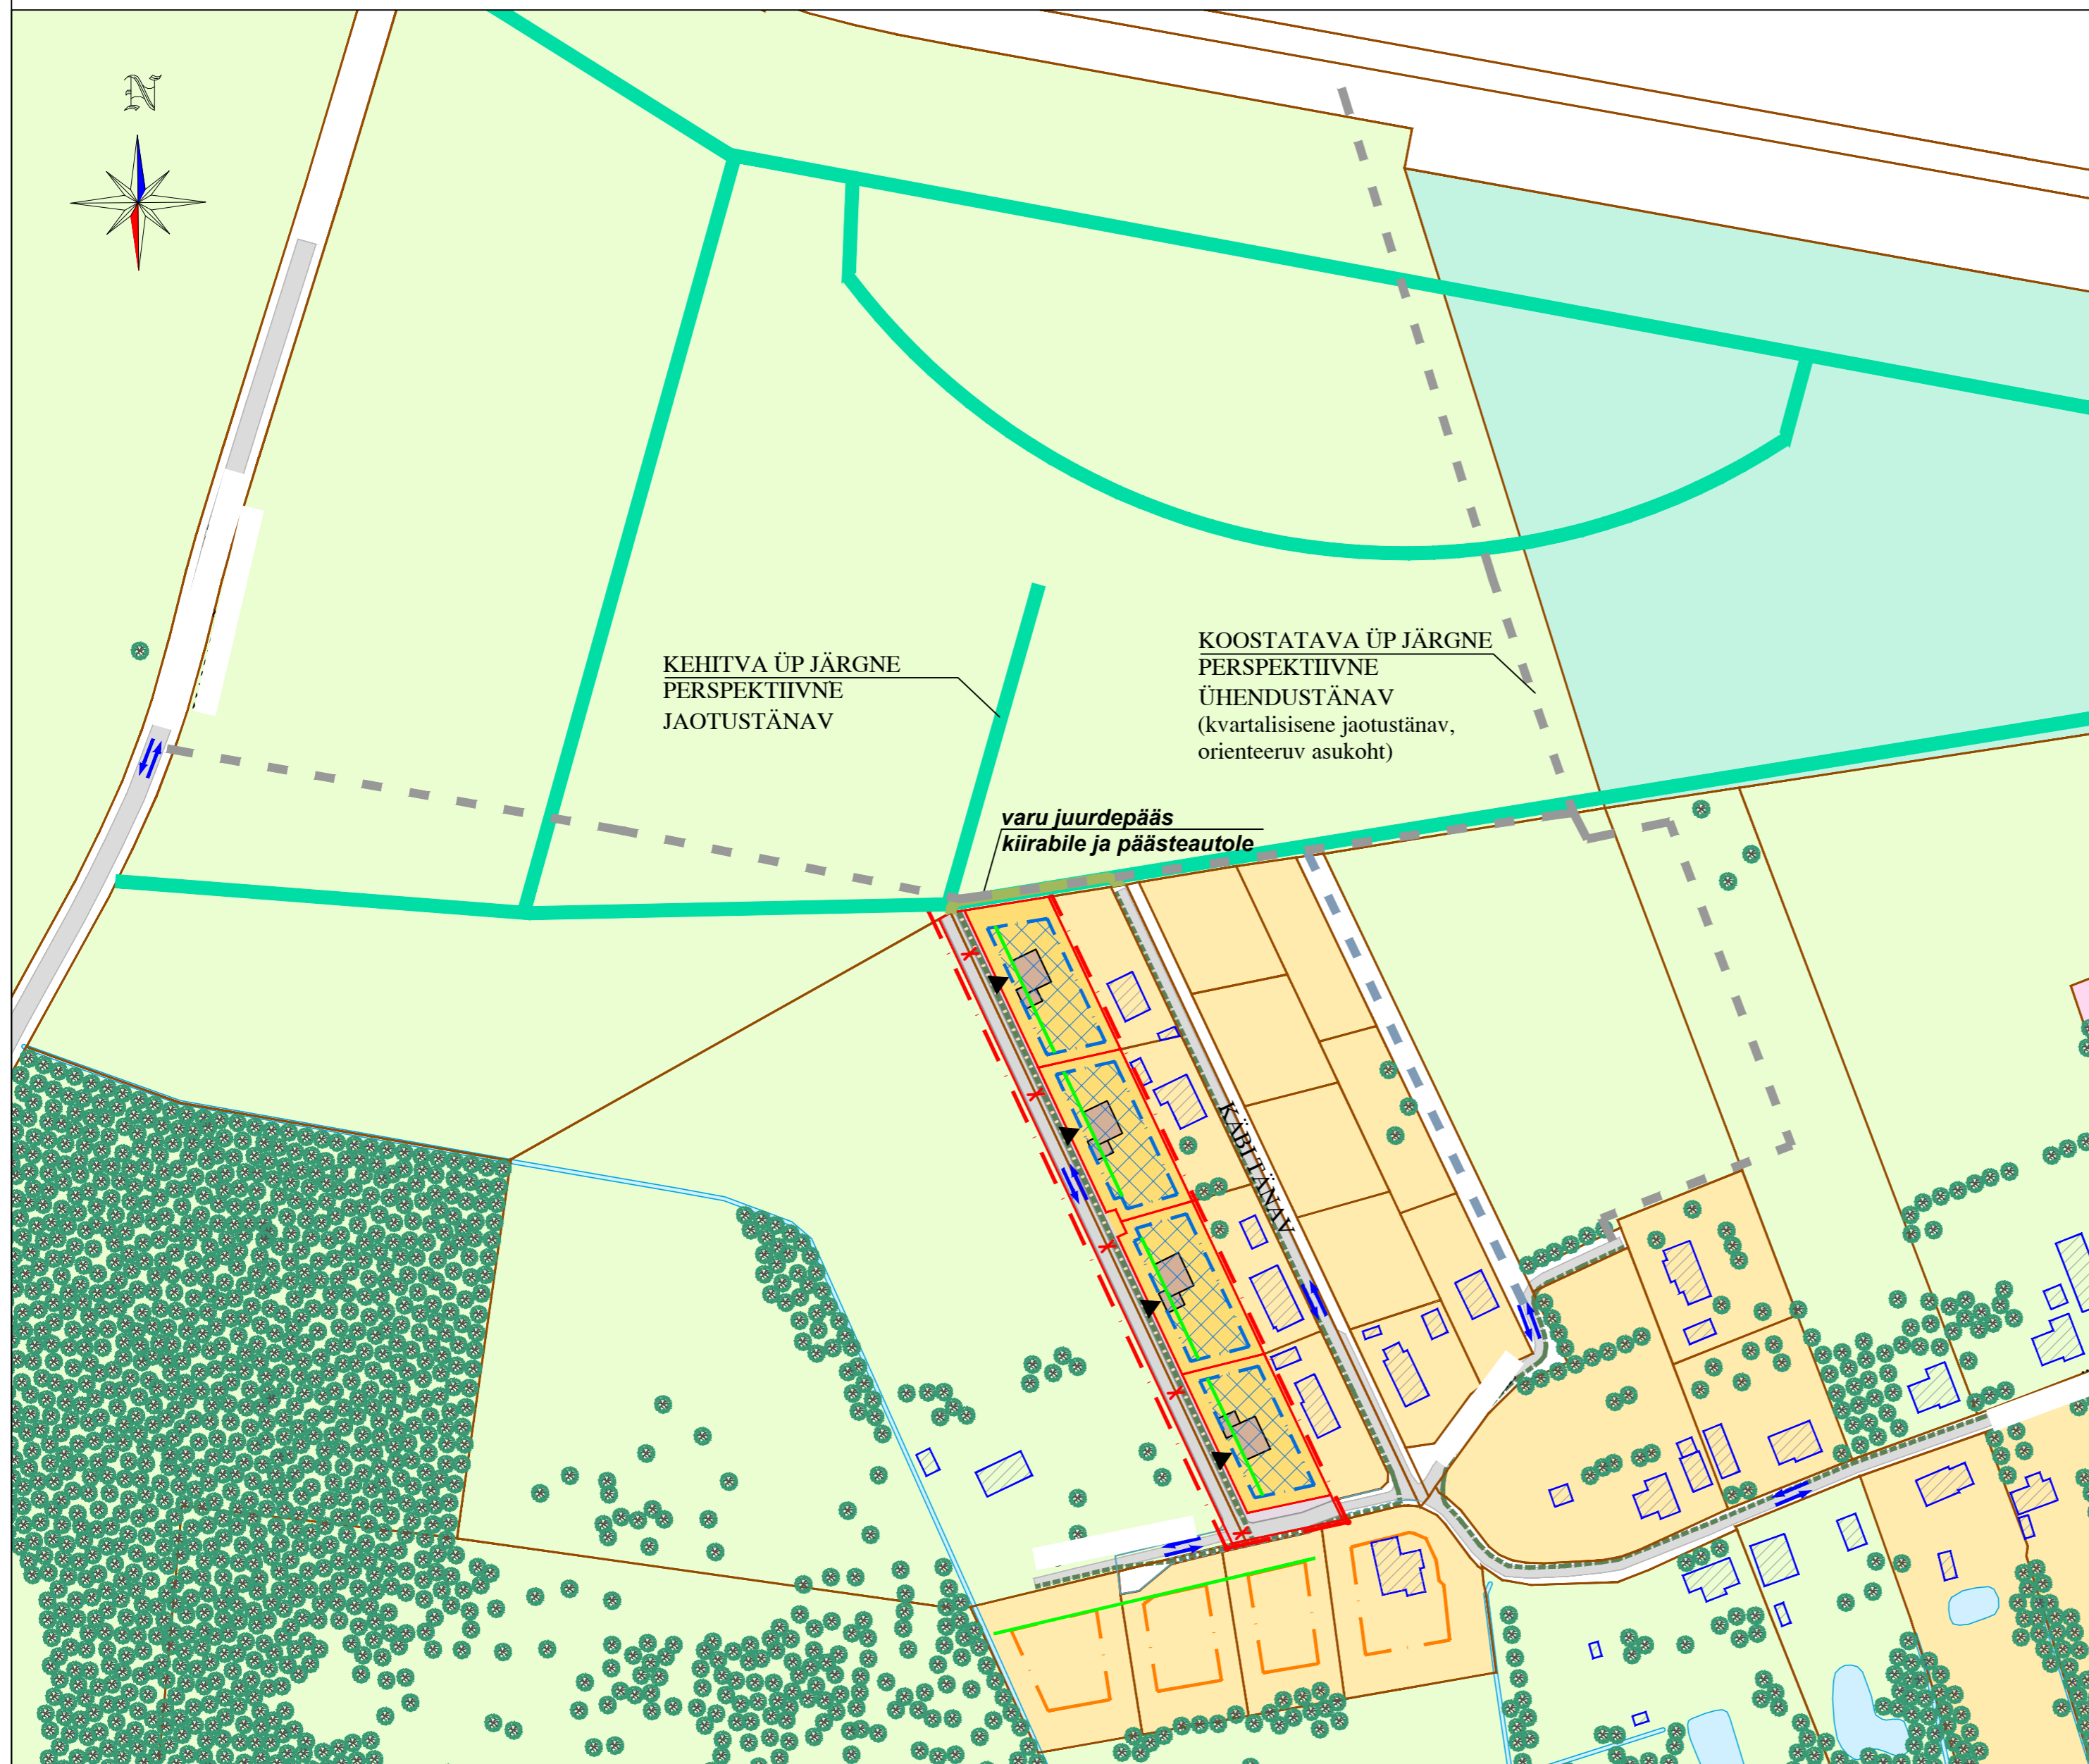 N
KEHITVA ÜP JÄRGNE
PERSPEKTIIVNE
JAOTUSTÄNAV
KOOSTATAVA ÜP JÄRGNE
PERSPEKTIIVNE
ÜHENDUSTÄNAV
(kvartalisisene jaotustänav,
orienteeruv asukoht)
varu juurdepääs
kiirabile ja päästeautole
KÄBI TÄNAV